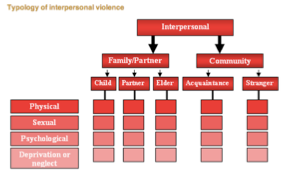 Typology of interpersonal violence
Interpersonal
Family/Partner
Community
Child
Partner
Elder
Acquaintance
Stranger
Physical
Sexual
Psychological
Deprivation or
neglect